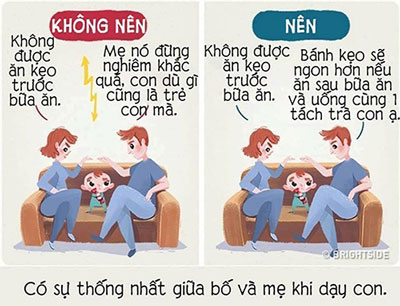 KHÔNG NÊN
Không
được
ăn kẹo
trước
bữa ăn.
Mẹ nó đừng
nghiêm khắc
quá, con dù gì
cũng là trẻ
con mà.
NÊN
Không được
ăn kẹo
trước
bữa ăn.
Bánh kẹo sẽ
ngon hơn nếu
ăn sau bữa ăn
và uống cùng 1
tách trà con ạ.
© BRIGHTSIDE
Có sự thống nhất giữa bố và mẹ khi dạy con.